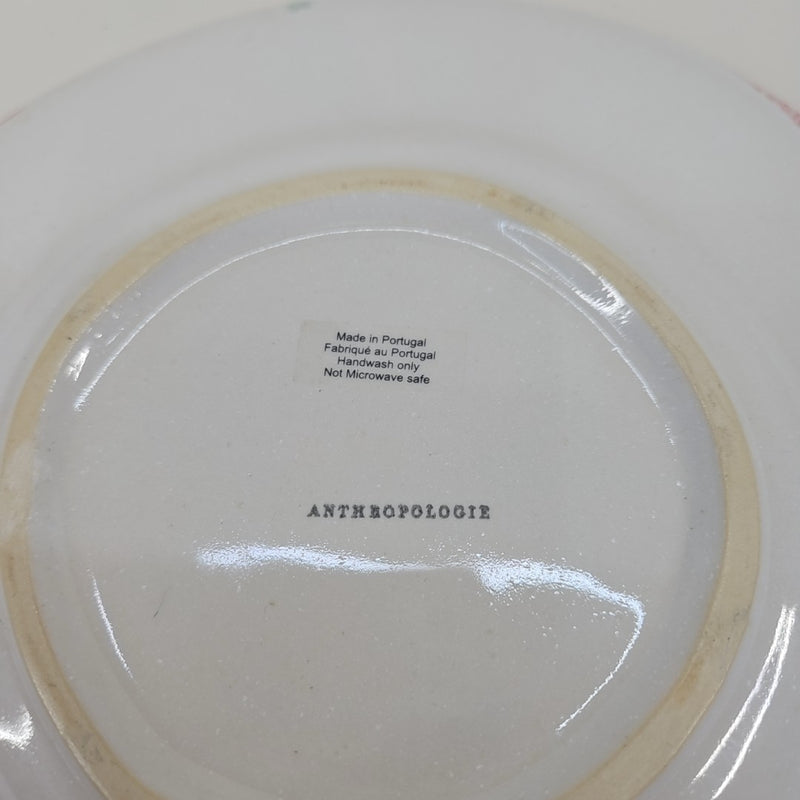 Made in Portugal
Fabriqué au Portugal
Handwash only
Not Microwave safe
ANTHROPOLOGIE